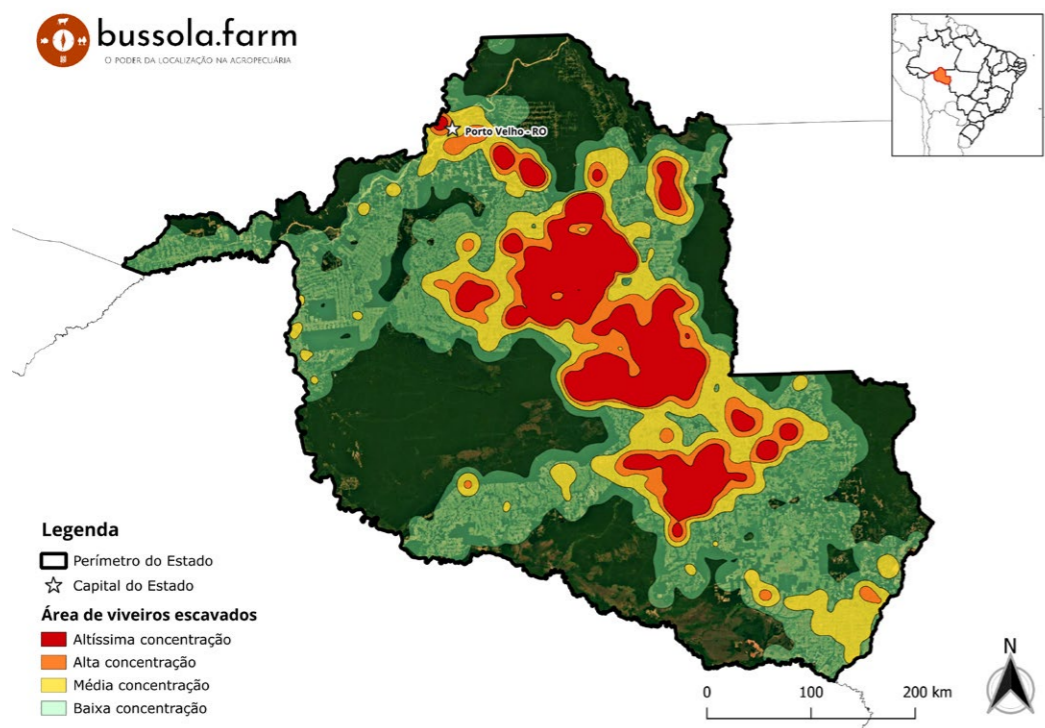 bussola.farm
O PODER DA LOCALIZAÇÃO NA AGROPECUÁRIA
Porto Velho - RO
Legenda
Perímetro do Estado
Capital do Estado
Área de viveiros escavados
Altíssima concentração
Alta concentração
Média concentração
Baixa concentração
0 100 200 km
N